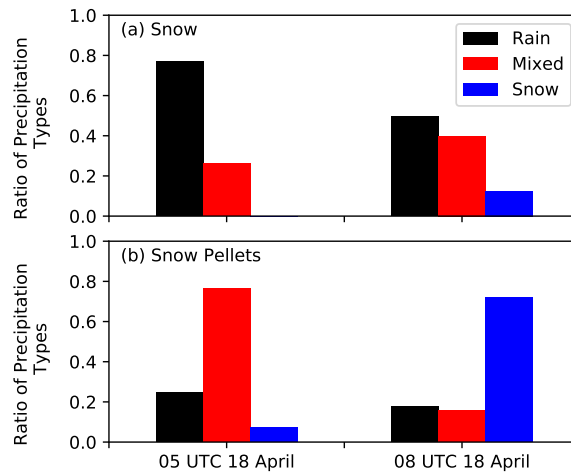 (a) Snow
Rain
Mixed
Snow
Ratio of Precipitation
Types
1.0
0.8
0.6
0.4
0.2
0.0
(b) Snow Pellets
Ratio of Precipitation
Types
1.0
0.8
0.6
0.4
0.2
0.0
05 UTC 18 April
08 UTC 18 April